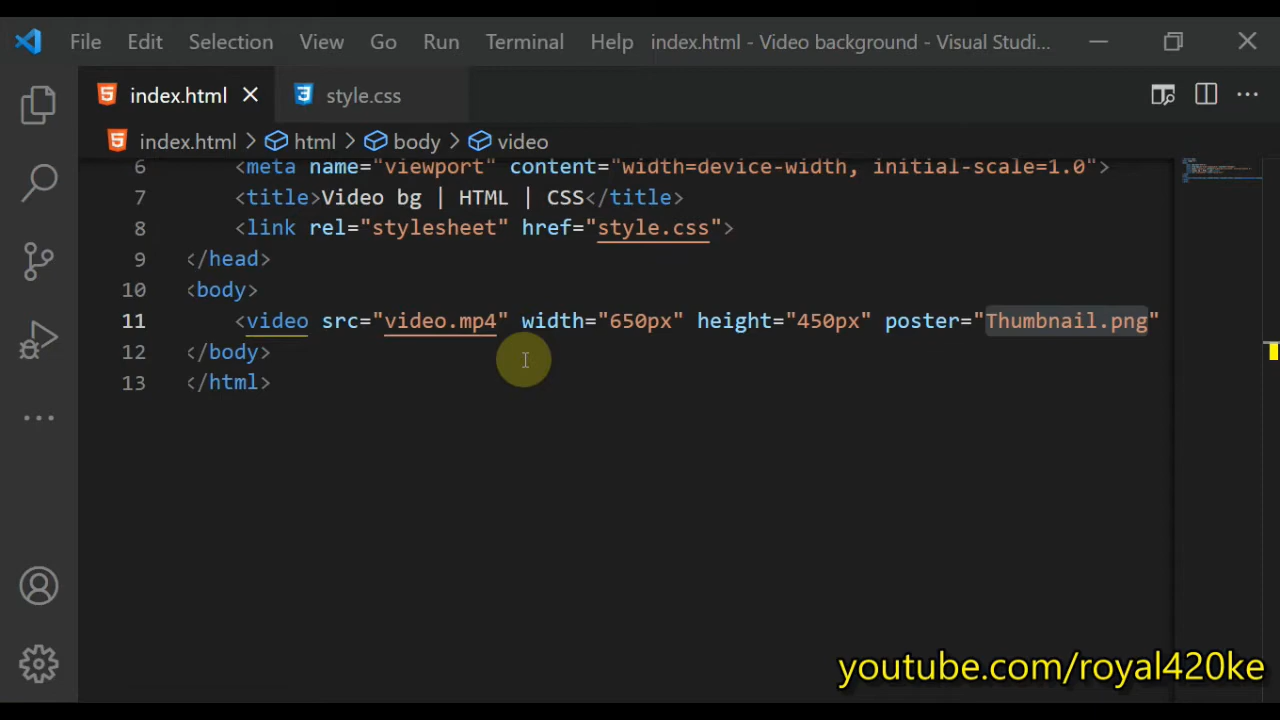 File Edit Selection View Go Run Terminal Help index.html - Video background - Visual Studi...
index.html style.css
index.html > html > body > video
6 <meta name="viewport" content="width=device-width, initial-scale=1.0">
7 <title>Video bg | HTML | CSS</title>
8 <link rel="stylesheet" href="style.css">
9 </head>
10 <body>
11 <video src="video.mp4" width="650px" height="450px" poster="Thumbnail.png"
12 </body>
13 </html>
youtube.com/royal420ke